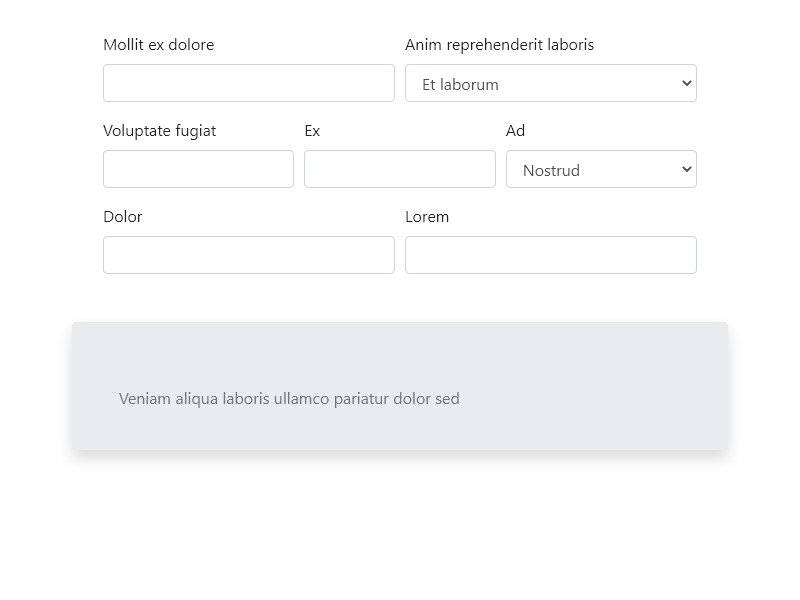 Mollit ex dolore
Anim reprehenderit laboris
Et laborum
Voluptate fugiat
Ex
Ad
Nostrud
Dolor
Lorem
Veniam aliqua laboris ullamco pariatur dolor sed